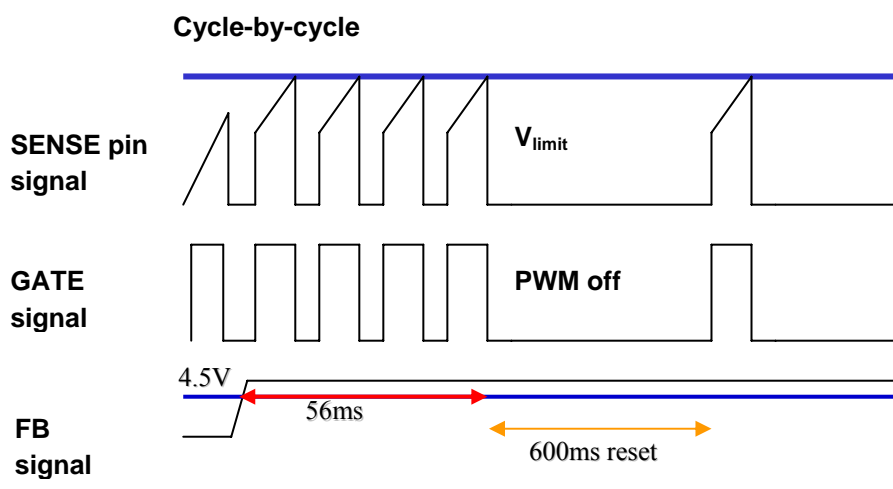 Cycle-by-cycle
SENSE pin
signal
Vlimit
GATE
signal
PWM off
4.5V
56ms
FB
signal
600ms reset